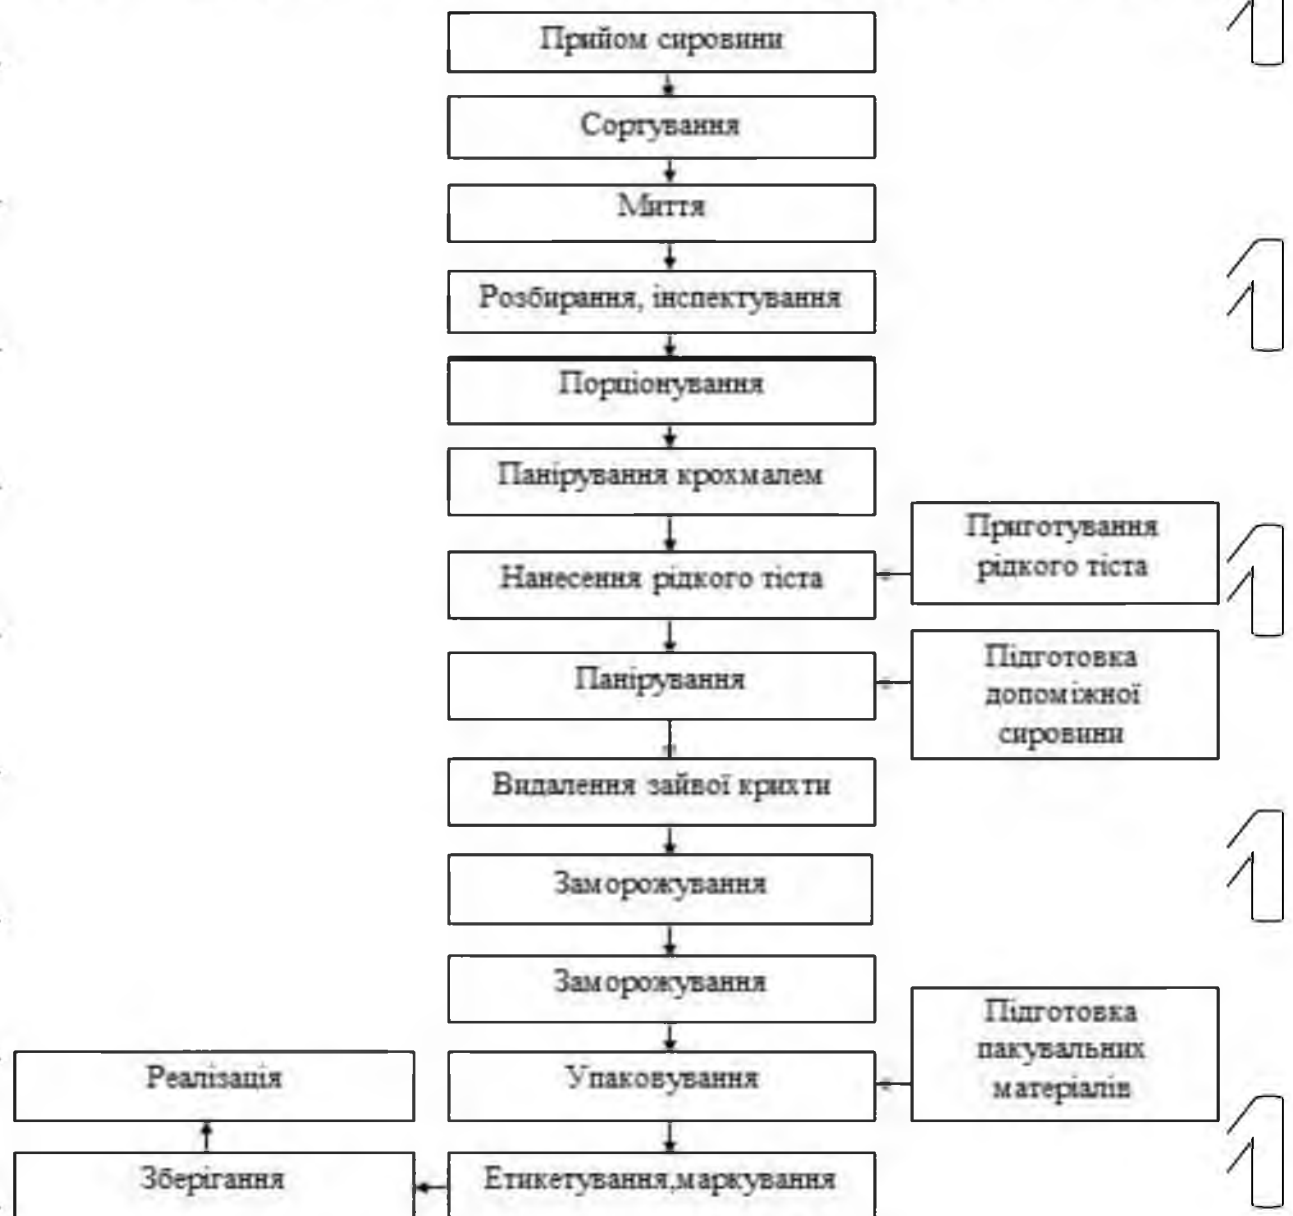 Прийом сировини
Сортування
Миття
Розбирання, інспектування
Порціонування
Панірування крохмалем
Приготування
рідкого тіста
Нанесення рідкого тіста
Підготовка
допоміжної
сировини
Панірування
Видалення зайвої крихти
Заморожування
Заморожування
Підготовка
пакувальних
матеріалів
Упаковування
Реалізація
Етикетування,маркування
Зберігання